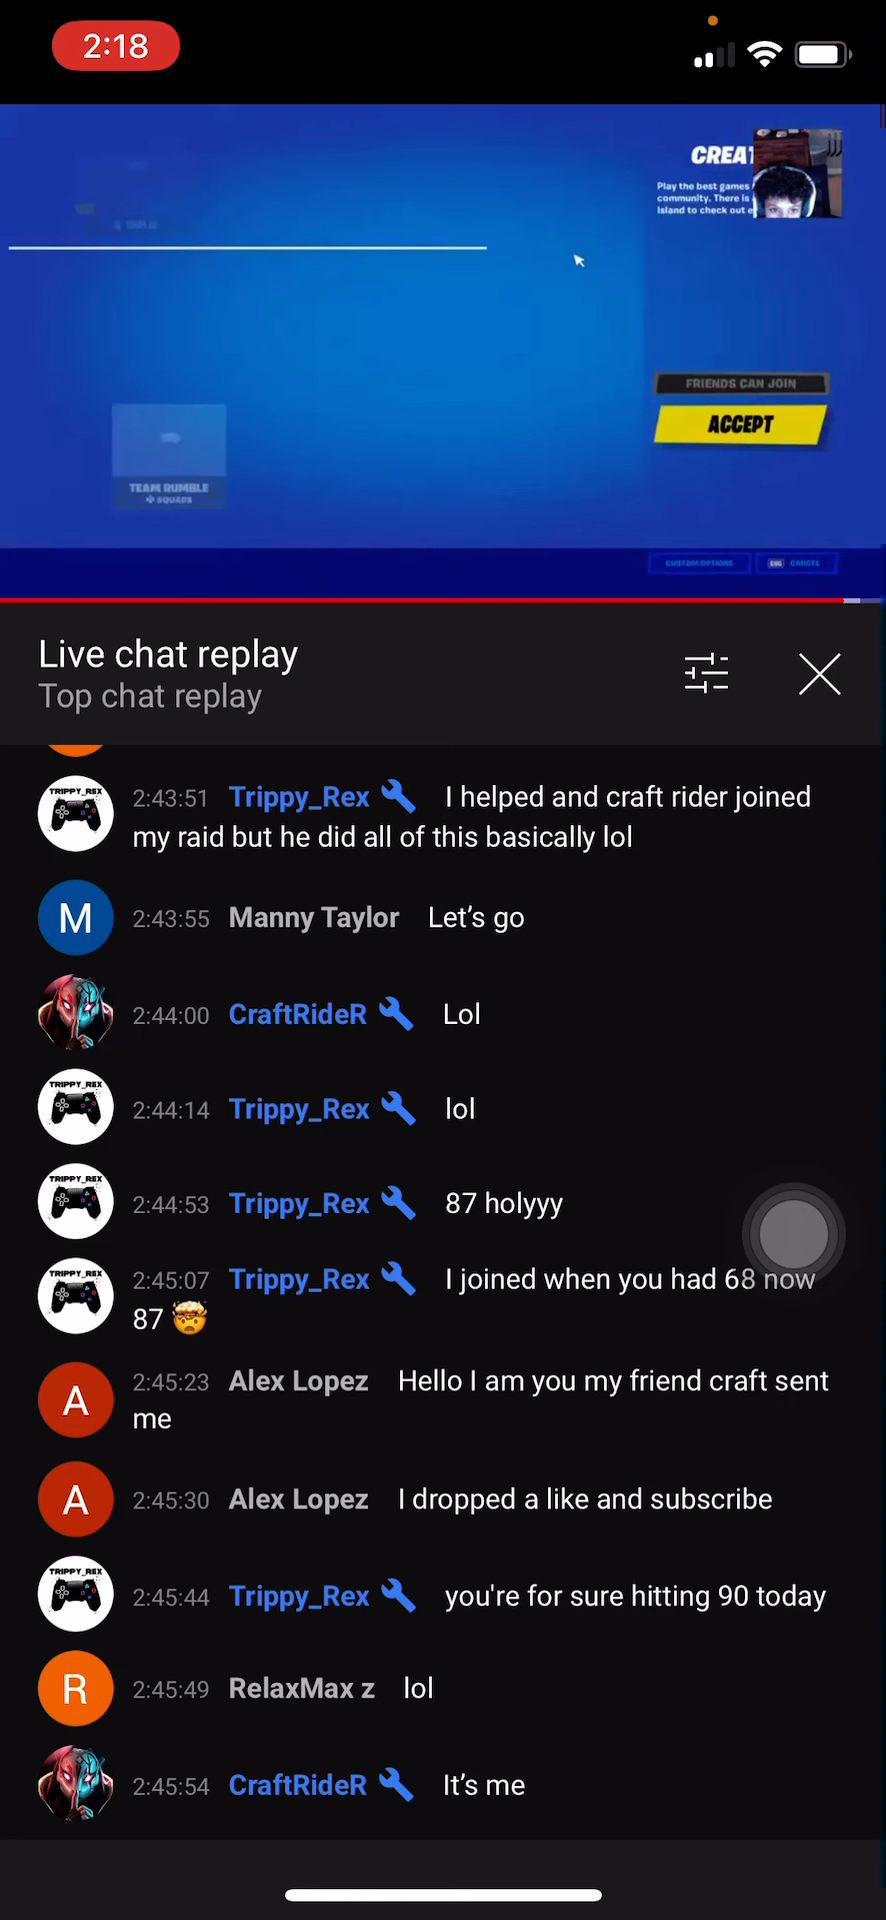 2:18
CREAT
Play the best games
community. There is
Island to check out e
FRIENDS CAN JOIN
ACCEPT
TEAM RUMBLE
SQUADS
CUSTOM OPTIONS
ESC CANCEL
Live chat replay
Top chat replay
TRIPPY_REX
2:43:51 Trippy_Rex I helped and craft rider joined
my raid but he did all of this basically lol
M
2:43:55 Manny Taylor Let’s go
2:44:00 CraftRideR Lol
TRIPPY_REX
2:44:14 Trippy_Rex lol
TRIPPY_REX
2:44:53 Trippy_Rex 87 holyyy
TRIPPY_REX
2:45:07 Trippy_Rex I joined when you had 68 now
87 🤯
A
2:45:23 Alex Lopez Hello I am you my friend craft sent
me
A
2:45:30 Alex Lopez I dropped a like and subscribe
TRIPPY_REX
2:45:44 Trippy_Rex you're for sure hitting 90 today
R
2:45:49 RelaxMax z lol
2:45:54 CraftRideR It’s me